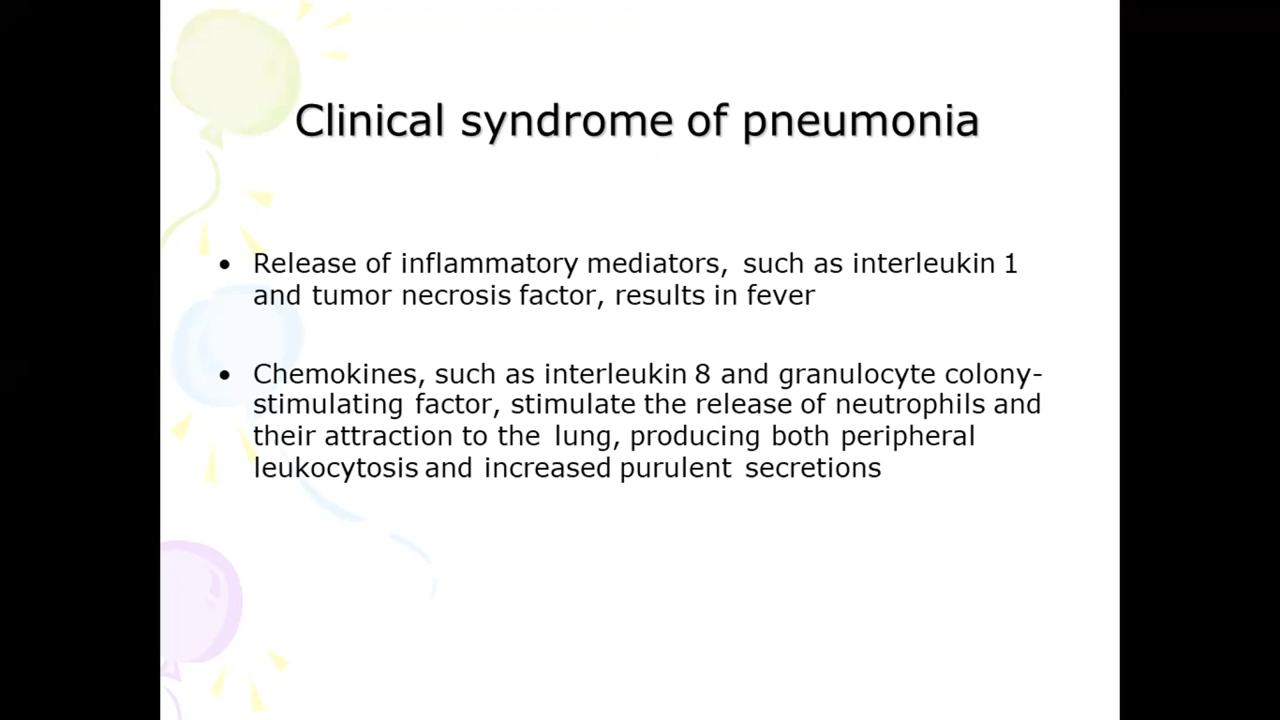 Clinical syndrome of pneumonia
• Release of inflammatory mediators, such as interleukin 1
and tumor necrosis factor, results in fever
• Chemokines, such as interleukin 8 and granulocyte colony-
stimulating factor, stimulate the release of neutrophils and
their attraction to the lung, producing both peripheral
leukocytosis and increased purulent secretions